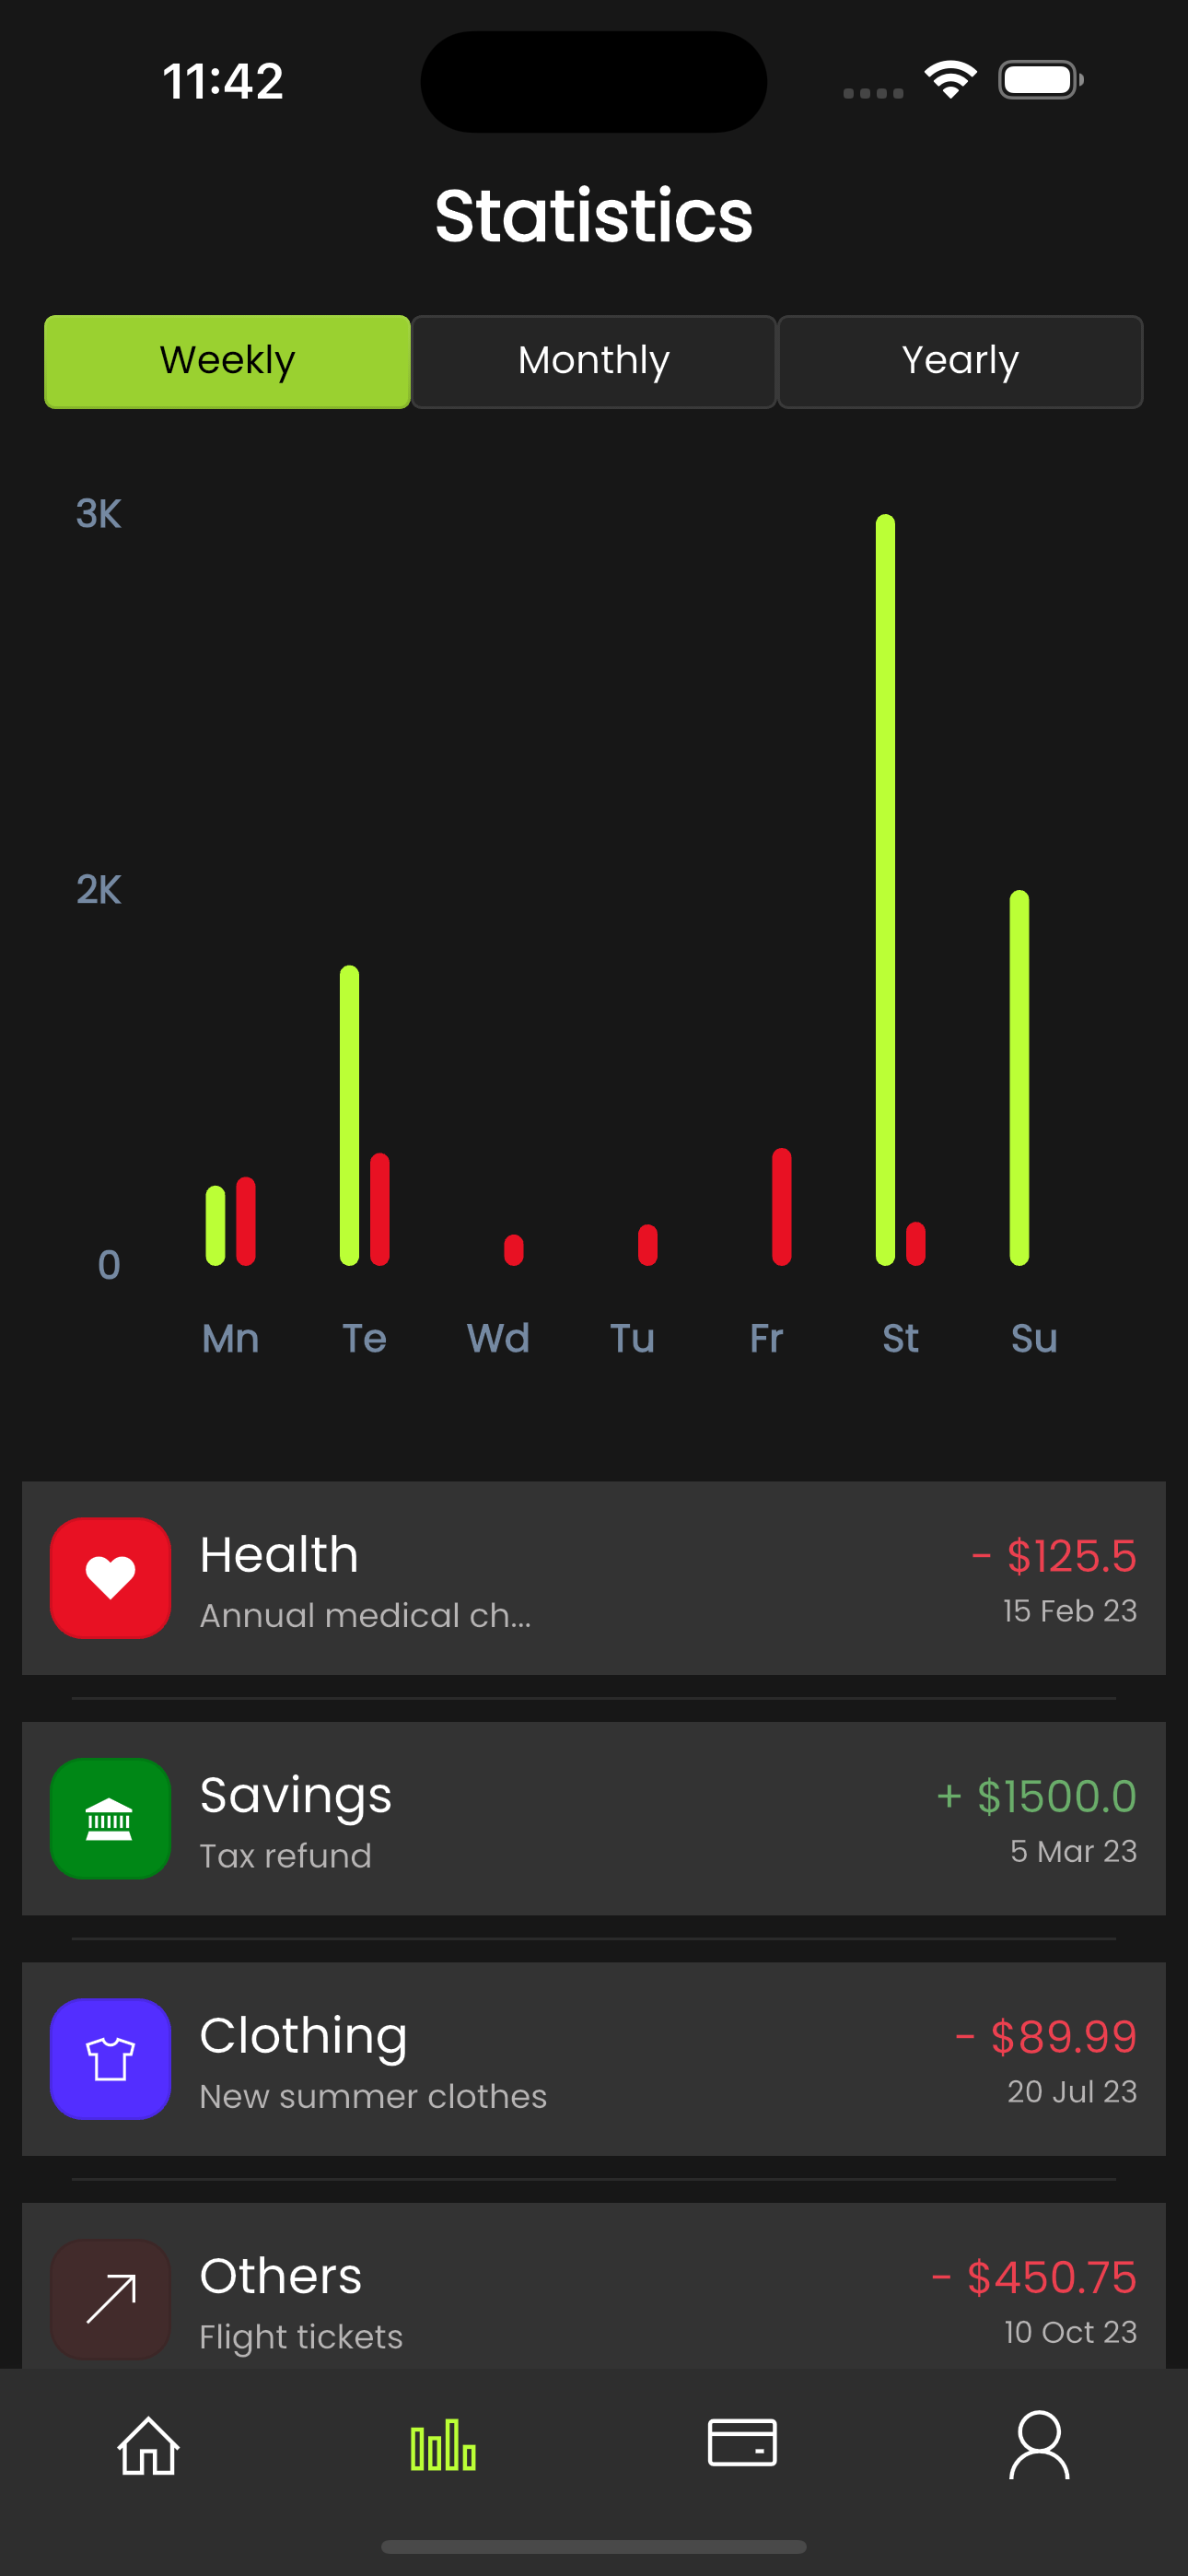 11:42
Statistics
Weekly Monthly Yearly
3K
2K
0
Mn Te Wd Tu Fr St Su
Health - $125.5
Annual medical ch... 15 Feb 23
Savings + $1500.0
Tax refund 5 Mar 23
Clothing - $89.99
New summer clothes 20 Jul 23
Others - $450.75
Flight tickets 10 Oct 23